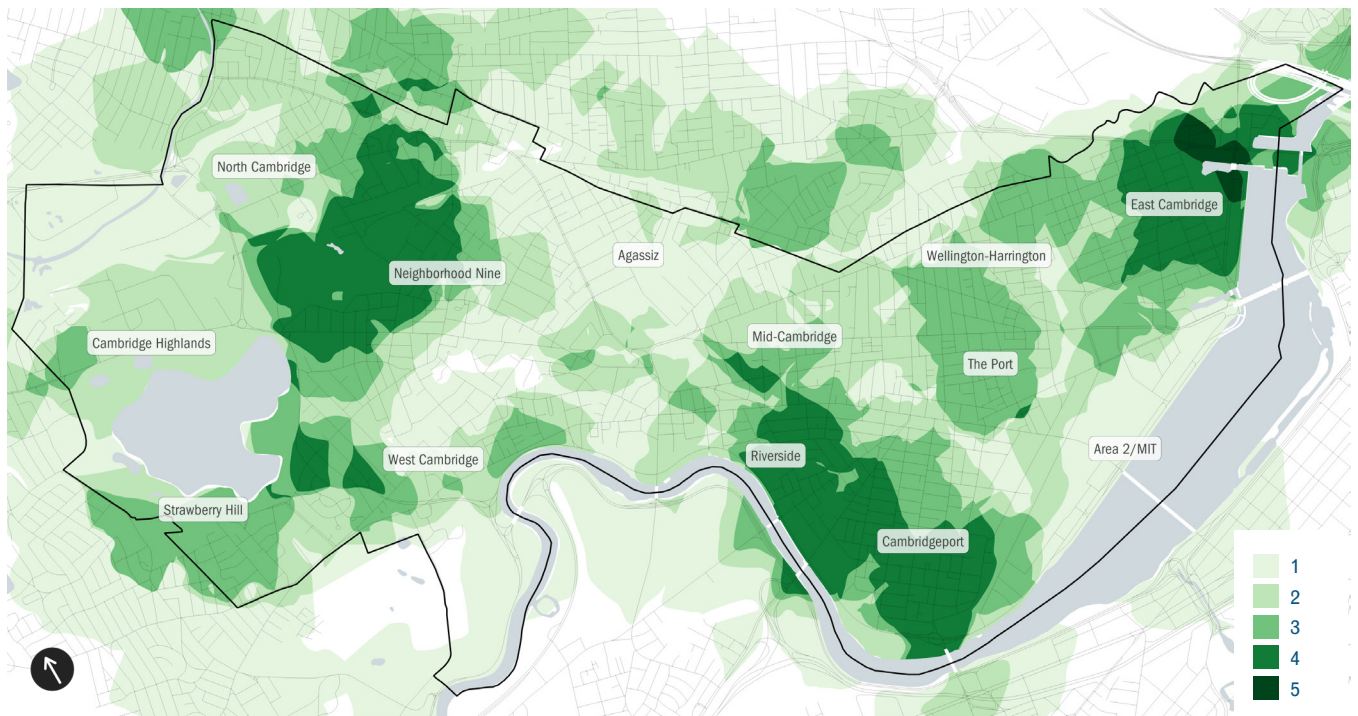 North Cambridge
East Cambridge
Agassiz
Wellington-Harrington
Neighborhood Nine
Mid-Cambridge
Cambridge Highlands
The Port
Area 2/MIT
Riverside
West Cambridge
Strawberry Hill
Cambridgeport
1
2
3
4
5